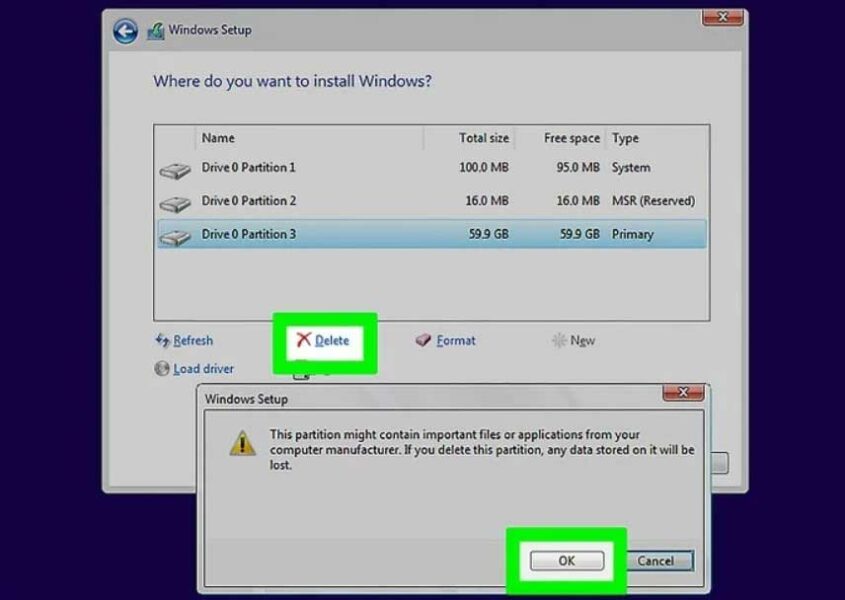 Windows Setup
Where do you want to install Windows?
Name Total size Free space Type
Drive 0 Partition 1 100.0 MB 95.0 MB System
Drive 0 Partition 2 16.0 MB 16.0 MB MSR (Reserved)
Drive 0 Partition 3 59.9 GB 59.9 GB Primary
Refresh Delete Format New
Load driver
Windows Setup
This partition might contain important files or applications from your
computer manufacturer. If you delete this partition, any data stored on it will be
lost.
OK Cancel